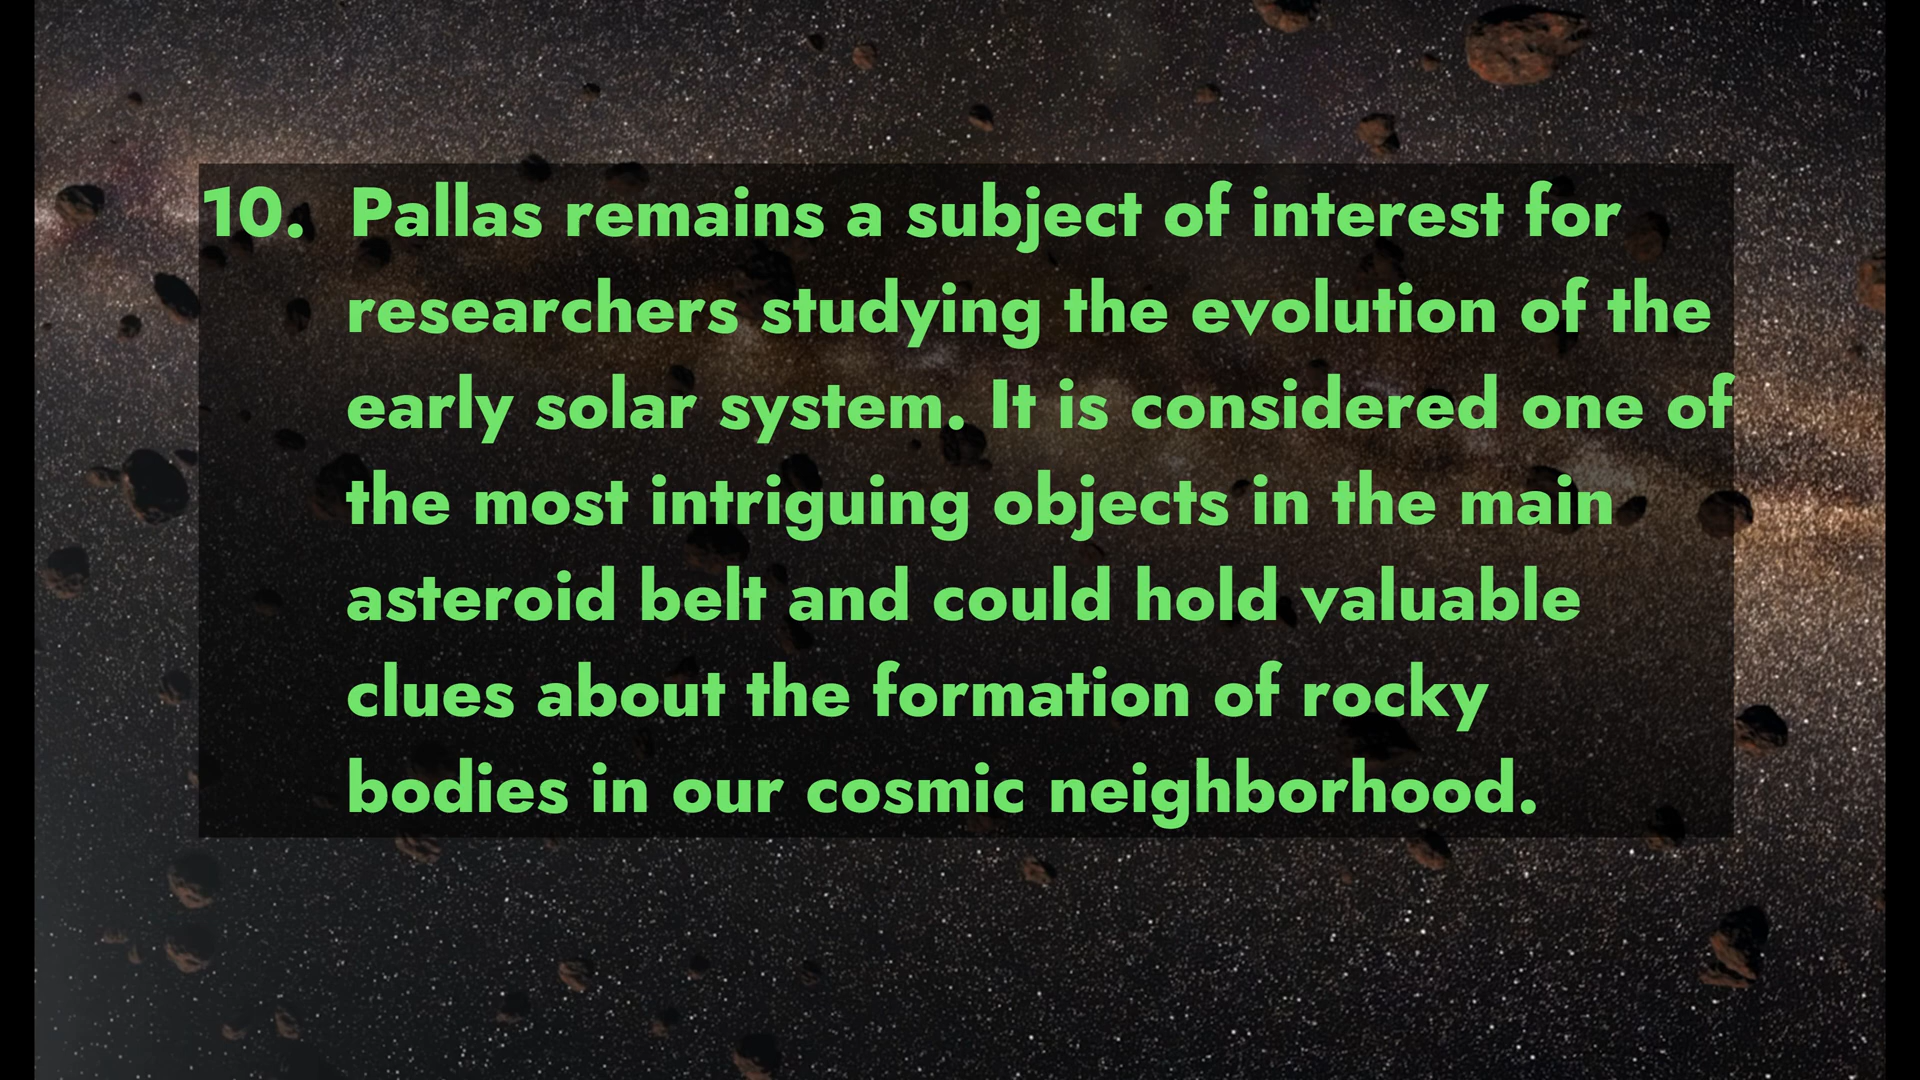 10. Pallas remains a subject of interest for
researchers studying the evolution of the
early solar system. It is considered one of
the most intriguing objects in the main
asteroid belt and could hold valuable
clues about the formation of rocky
bodies in our cosmic neighborhood.